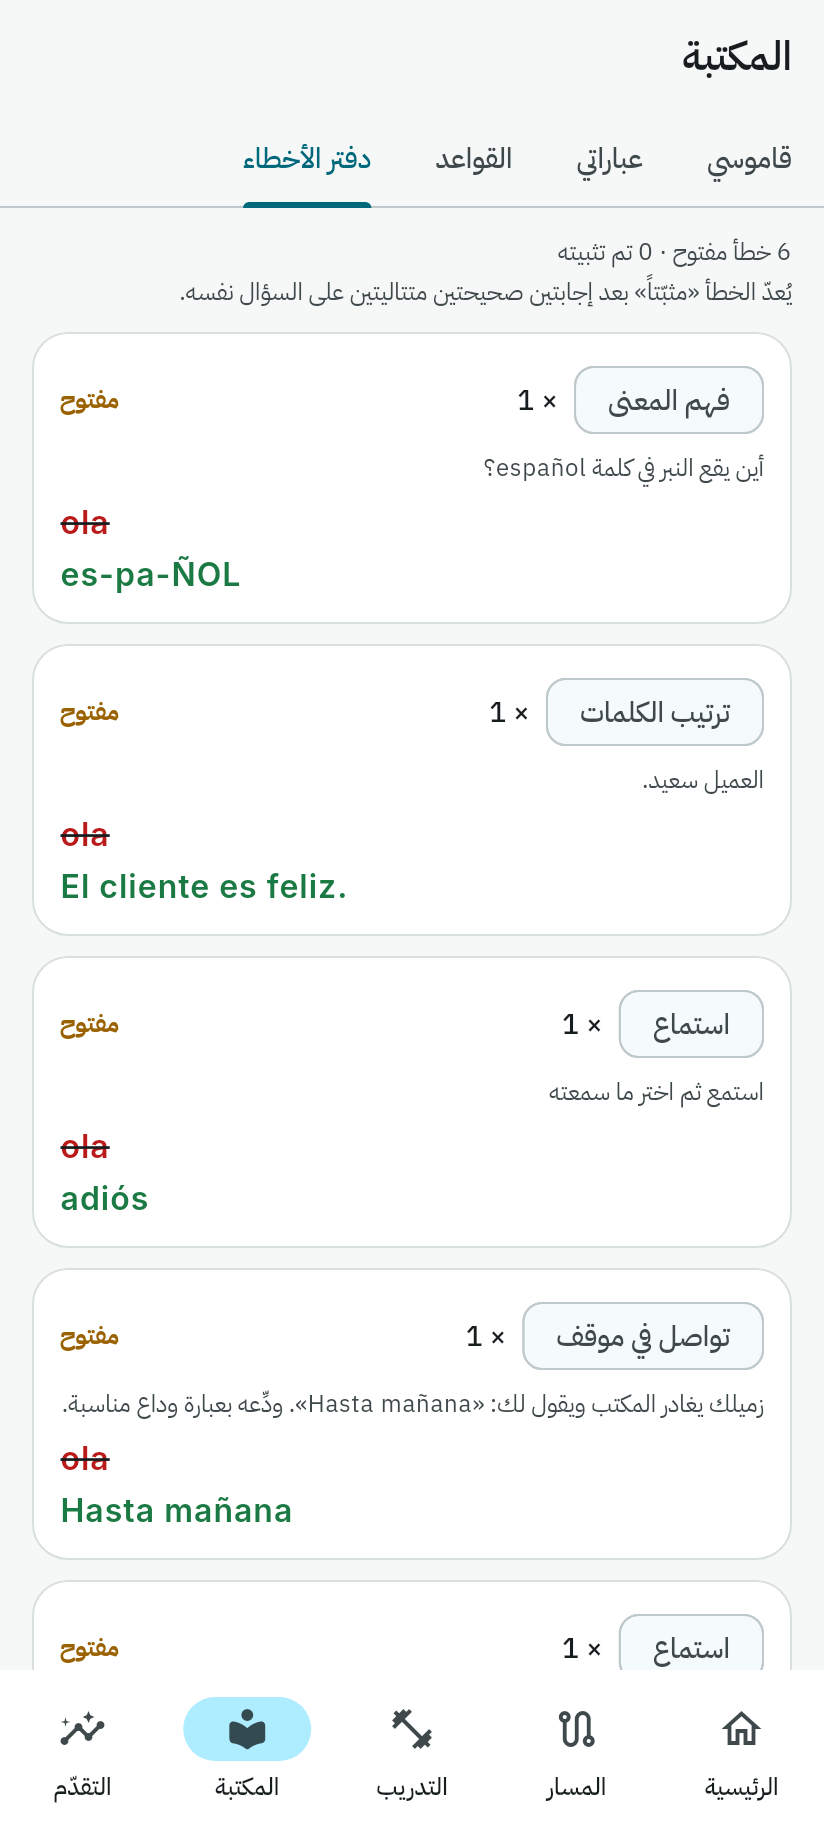 المكتبة
قاموسي
عباراتي
القواعد
دفتر الأخطاء
6 خطأ مفتوح · 0 تم تثبيته
يُعدّ الخطأ «مثبّتاً» بعد إجابتين صحيحتين متتاليتين على السؤال نفسه.
فهم المعنى × 1 مفتوح
أين يقع النبر في كلمة español؟
ola
es-pa-ÑOL
ترتيب الكلمات × 1 مفتوح
العميل سعيد.
ola
El cliente es feliz.
استماع × 1 مفتوح
استمع ثم اختر ما سمعته
ola
adiós
تواصل في موقف × 1 مفتوح
زميلك يغادر المكتب ويقول لك: «Hasta mañana». ودِّعه بعبارة وداع مناسبة.
ola
Hasta mañana
استماع × 1 مفتوح
الرئيسية
المسار
التدريب
المكتبة
التقدّم